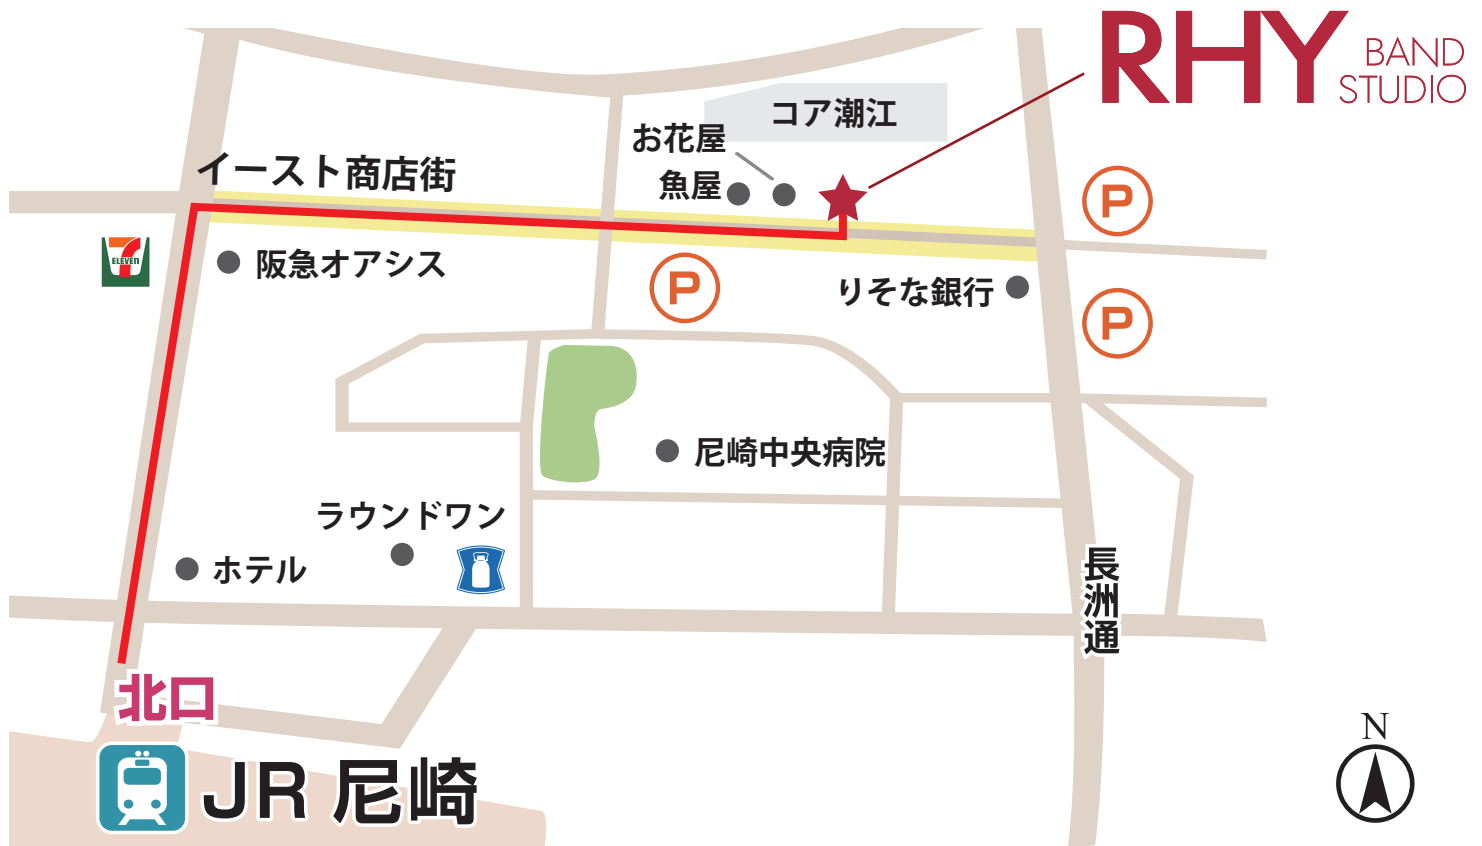 RHY
BAND
STUDIO
コア潮江
お花屋
魚屋
イースト商店街
P
7
ELEVEN
阪急オアシス
P
りそな銀行
P
尼崎中央病院
ラウンドワン
ホテル
長洲通
北口
JR 尼崎
N